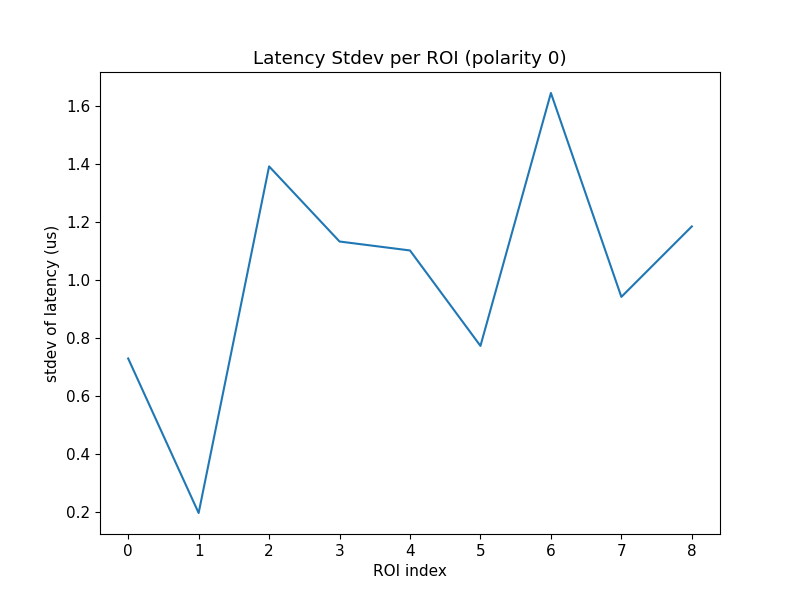 Latency Stdev per ROI (polarity 0)
stdev of latency (us)
1.6
1.4
1.2
1.0
0.8
0.6
0.4
0.2
0 1 2 3 4 5 6 7 8
ROI index